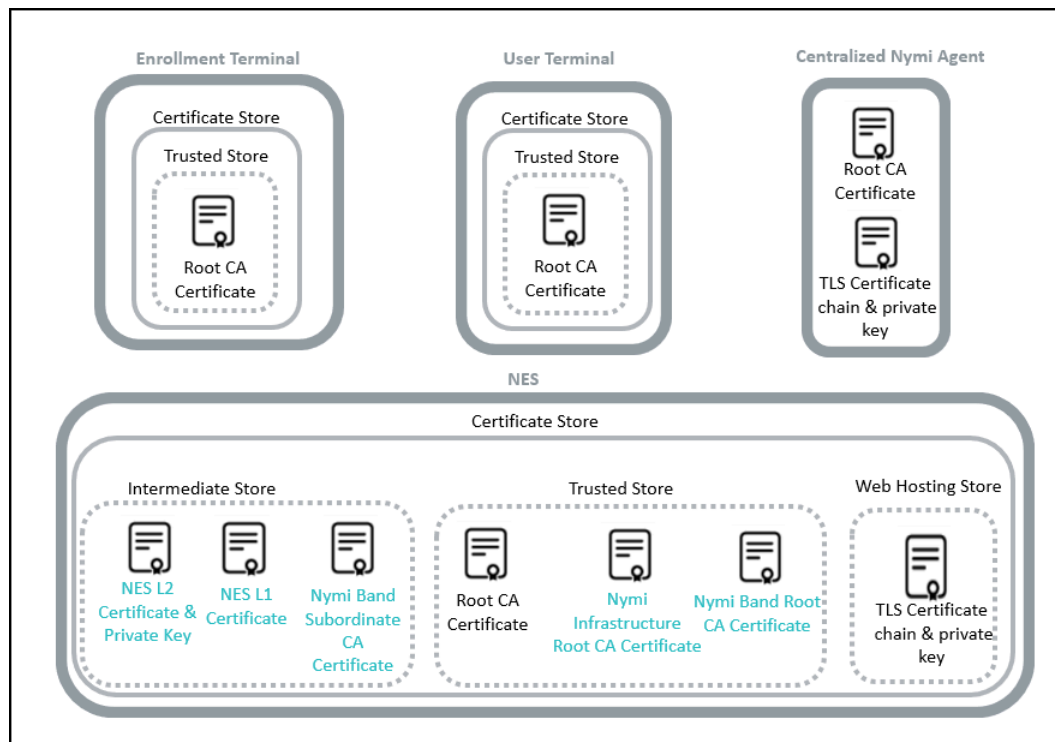 Enrollment Terminal
Certificate Store
Trusted Store
Root CA
Certificate
User Terminal
Certificate Store
Trusted Store
Root CA
Certificate
Centralized Nymi Agent
Root CA
Certificate
TLS Certificate
chain & private
key
NES
Certificate Store
Intermediate Store
NES L2
Certificate &
Private Key
NES L1
Certificate
Nymi Band
Subordinate
CA
Certificate
Trusted Store
Root CA
Certificate
Nymi
Infrastructure
Root CA Certificate
Nymi Band Root
CA Certificate
Web Hosting Store
TLS Certificate
chain & private
key